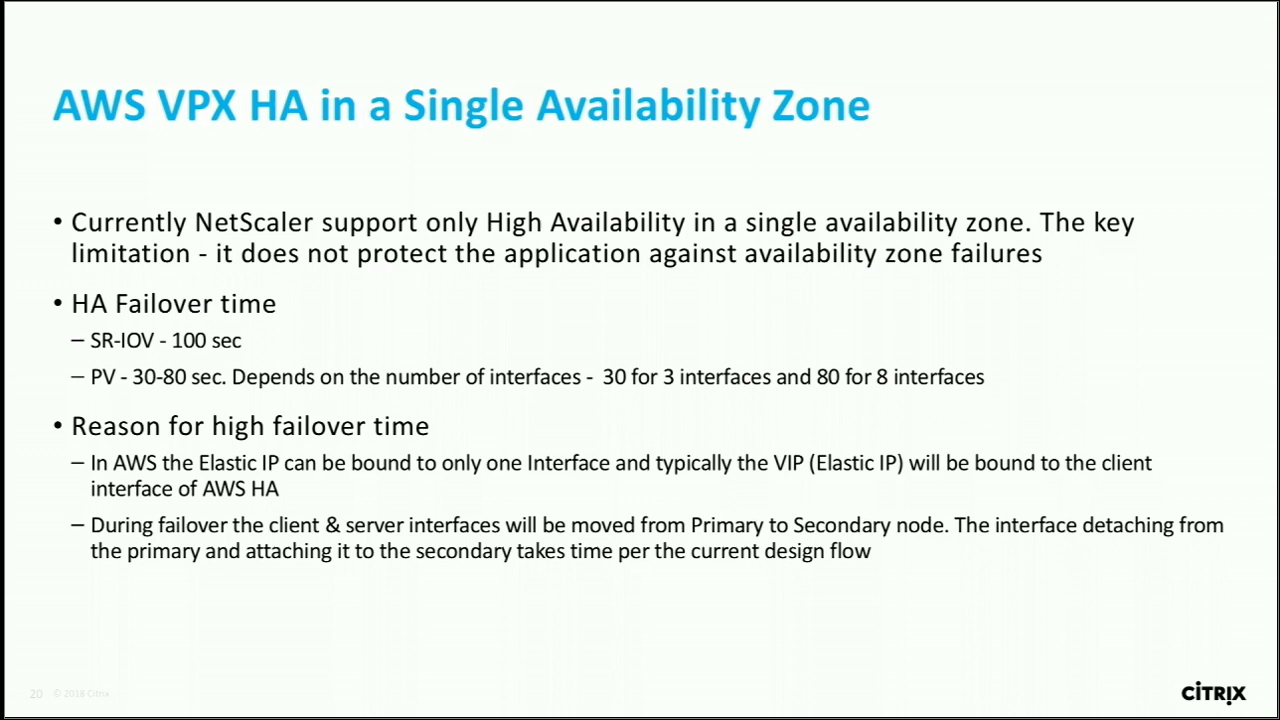 AWS VPX HA in a Single Availability Zone
• Currently NetScaler support only High Availability in a single availability zone. The key
limitation - it does not protect the application against availability zone failures
• HA Failover time
– SR-IOV - 100 sec
– PV - 30-80 sec. Depends on the number of interfaces - 30 for 3 interfaces and 80 for 8 interfaces
• Reason for high failover time
– In AWS the Elastic IP can be bound to only one Interface and typically the VIP (Elastic IP) will be bound to the client
interface of AWS HA
– During failover the client & server interfaces will be moved from Primary to Secondary node. The interface detaching from
the primary and attaching it to the secondary takes time per the current design flow
20 © 2018 Citrix
CITRIX